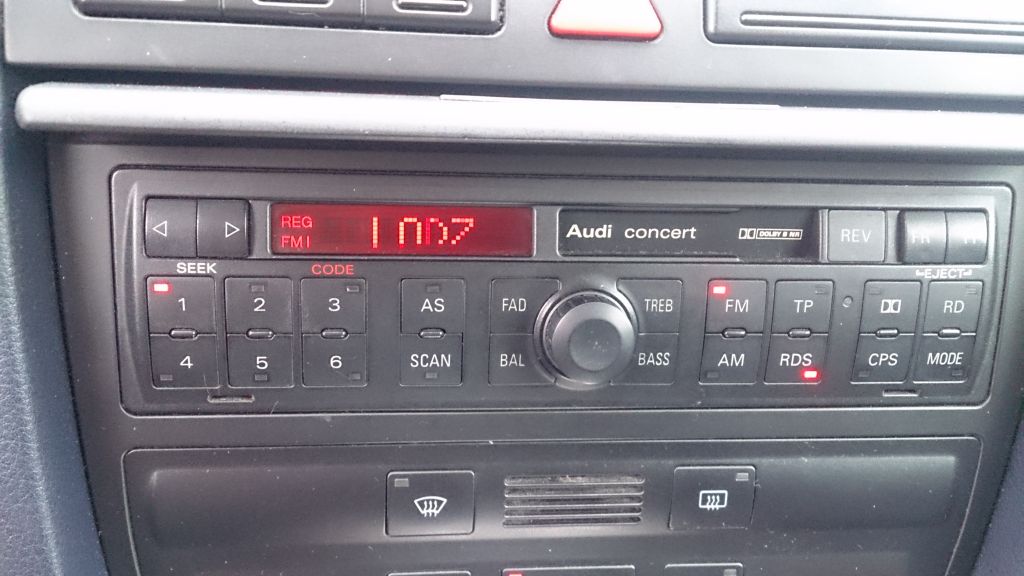 REG
FM1
Audi concert
DOLBY B NR
REV
FR FF
SEEK
CODE
EJECT
1 2 3 AS FAD TREB FM TP RD
4 5 6 SCAN BAL BASS AM RDS CPS MODE